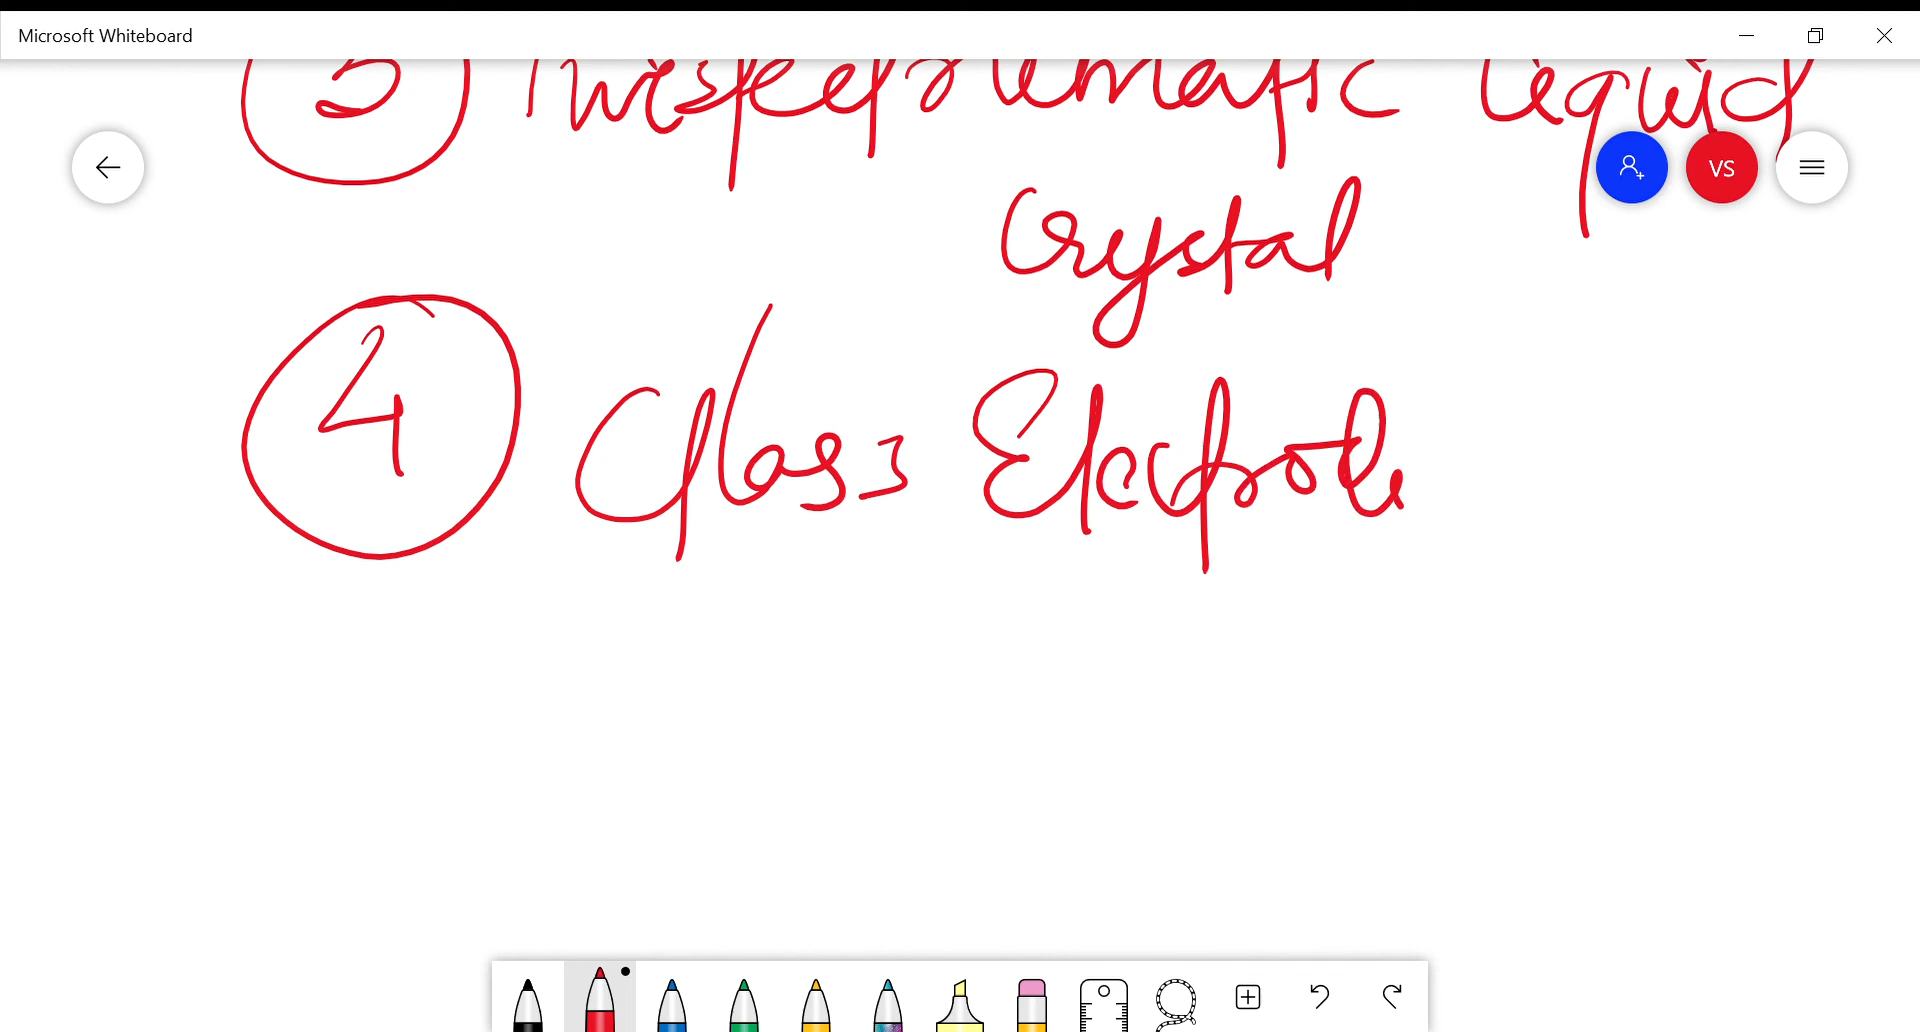 Microsoft Whiteboard
3 Twisted nematic liquid
VS
Crystal
4 Glass Electrode